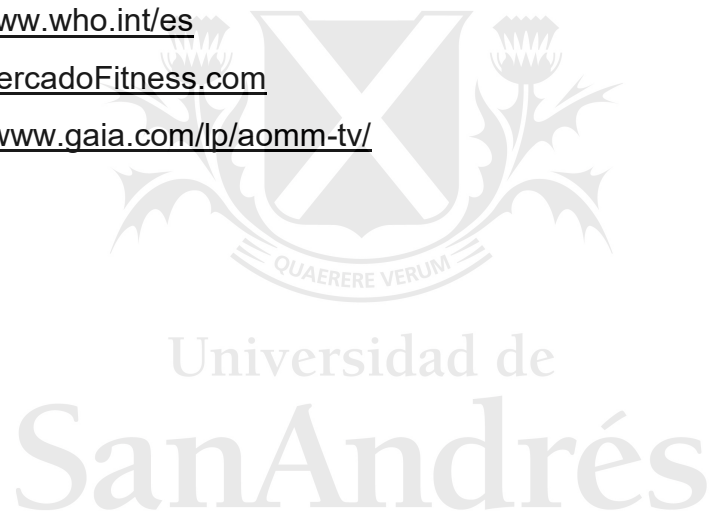 ww.who.int/es
ercadoFitness.com
www.gaia.com/lp/aomm-tv/
QUAERERE VERUM
Universidad de
SanAndrés